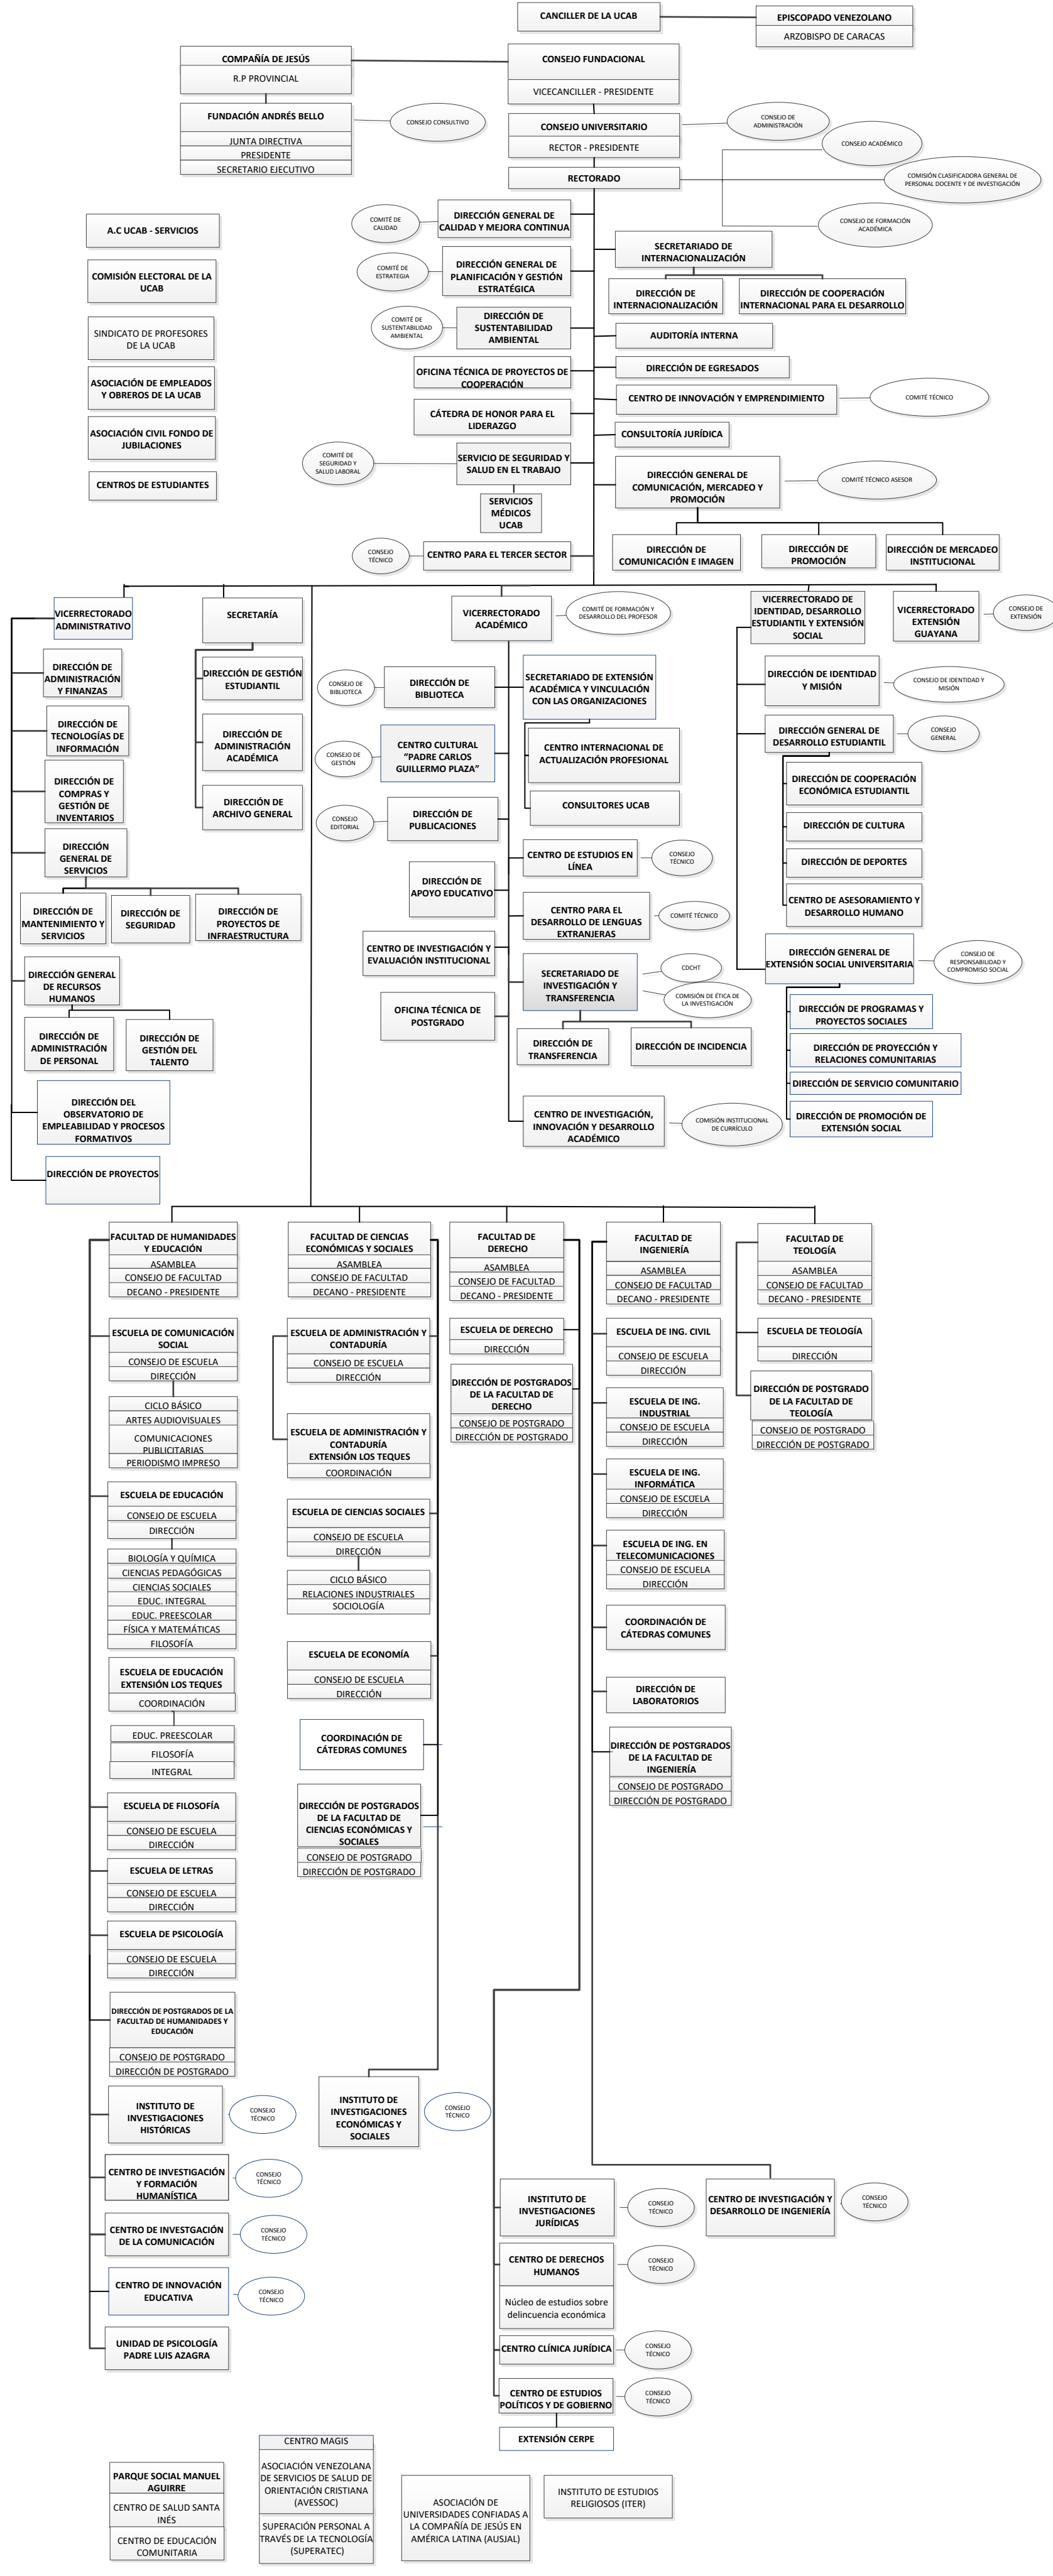 CANCILLER DE LA UCAB
EPISCOPADO VENEZOLANO
ARZOBISPO DE CARACAS
COMPAÑÍA DE JESÚS
R.P PROVINCIAL
CONSEJO FUNDACIONAL
VICECANCILLER - PRESIDENTE
FUNDACIÓN ANDRÉS BELLO
JUNTA DIRECTIVA
PRESIDENTE
SECRETARIO EJECUTIVO
CONSEJO CONSULTIVO
CONSEJO UNIVERSITARIO
RECTOR - PRESIDENTE
CONSEJO DE
ADMINISTRACIÓN
CONSEJO ACADÉMICO
RECTORADO
COMISIÓN CLASIFICADORA GENERAL DE
PERSONAL DOCENTE Y DE INVESTIGACIÓN
CONSEJO DE FORMACIÓN
ACADÉMICA
A.C UCAB - SERVICIOS
COMISIÓN ELECTORAL DE LA
UCAB
SINDICATO DE PROFESORES
DE LA UCAB
ASOCIACIÓN DE EMPLEADOS
Y OBREROS DE LA UCAB
ASOCIACIÓN CIVIL FONDO DE
JUBILACIONES
CENTROS DE ESTUDIANTES
COMITÉ DE
CALIDAD
DIRECCIÓN GENERAL DE
CALIDAD Y MEJORA CONTINUA
COMITÉ DE
ESTRATEGIA
DIRECCIÓN GENERAL DE
PLANIFICACIÓN Y GESTIÓN
ESTRATÉGICA
COMITÉ DE
SUSTENTABILIDAD
AMBIENTAL
DIRECCIÓN DE
SUSTENTABILIDAD
AMBIENTAL
OFICINA TÉCNICA DE PROYECTOS DE
COOPERACIÓN
CÁTEDRA DE HONOR PARA EL
LIDERAZGO
COMITÉ DE
SEGURIDAD Y
SALUD LABORAL
SERVICIO DE SEGURIDAD Y
SALUD EN EL TRABAJO
SERVICIOS
MÉDICOS
UCAB
CONSEJO
TÉCNICO
CENTRO PARA EL TERCER SECTOR
SECRETARIADO DE
INTERNACIONALIZACIÓN
DIRECCIÓN DE
INTERNACIONALIZACIÓN
DIRECCIÓN DE COOPERACIÓN
INTERNACIONAL PARA EL DESARROLLO
AUDITORÍA INTERNA
DIRECCIÓN DE EGRESADOS
CENTRO DE INNOVACIÓN Y EMPRENDIMIENTO
COMITÉ TÉCNICO
CONSULTORÍA JURÍDICA
DIRECCIÓN GENERAL DE
COMUNICACIÓN, MERCADEO Y
PROMOCIÓN
COMITÉ TÉCNICO ASESOR
DIRECCIÓN DE
COMUNICACIÓN E IMAGEN
DIRECCIÓN DE
PROMOCIÓN
DIRECCIÓN DE MERCADEO
INSTITUCIONAL
VICERRECTORADO
ADMINISTRATIVO
DIRECCIÓN DE
ADMINISTRACIÓN
Y FINANZAS
DIRECCIÓN DE
TECNOLOGÍAS DE
INFORMACIÓN
DIRECCIÓN DE
COMPRAS Y
GESTIÓN DE
INVENTARIOS
DIRECCIÓN
GENERAL DE
SERVICIOS
DIRECCIÓN DE
MANTENIMIENTO Y
SERVICIOS
DIRECCIÓN DE
SEGURIDAD
DIRECCIÓN DE
PROYECTOS DE
INFRAESTRUCTURA
DIRECCIÓN GENERAL
DE RECURSOS
HUMANOS
DIRECCIÓN DE
ADMINISTRACIÓN
DE PERSONAL
DIRECCIÓN DE
GESTIÓN DEL
TALENTO
DIRECCIÓN DEL
OBSERVATORIO DE
EMPLEABILIDAD Y PROCESOS
FORMATIVOS
DIRECCIÓN DE PROYECTOS
SECRETARÍA
DIRECCIÓN DE GESTIÓN
ESTUDIANTIL
DIRECCIÓN DE
ADMINISTRACIÓN
ACADÉMICA
DIRECCIÓN DE
ARCHIVO GENERAL
VICERRECTORADO
ACADÉMICO
COMITÉ DE FORMACIÓN Y
DESARROLLO DEL PROFESOR
CONSEJO DE
BIBLIOTECA
DIRECCIÓN DE
BIBLIOTECA
CONSEJO DE
GESTIÓN
CENTRO CULTURAL
“PADRE CARLOS
GUILLERMO PLAZA”
CONSEJO
EDITORIAL
DIRECCIÓN DE
PUBLICACIONES
DIRECCIÓN DE
APOYO EDUCATIVO
CENTRO DE INVESTIGACIÓN Y
EVALUACIÓN INSTITUCIONAL
OFICINA TÉCNICA DE
POSTGRADO
SECRETARIADO DE EXTENSIÓN
ACADÉMICA Y VINCULACIÓN
CON LAS ORGANIZACIONES
CENTRO INTERNACIONAL DE
ACTUALIZACIÓN PROFESIONAL
CONSULTORES UCAB
CENTRO DE ESTUDIOS EN
LÍNEA
CONSEJO
TÉCNICO
CENTRO PARA EL
DESARROLLO DE LENGUAS
EXTRANJERAS
COMITÉ TÉCNICO
SECRETARIADO DE
INVESTIGACIÓN Y
TRANSFERENCIA
CDCHT
COMISIÓN DE ÉTICA DE
LA INVESTIGACIÓN
DIRECCIÓN DE
TRANSFERENCIA
DIRECCIÓN DE INCIDENCIA
CENTRO DE INVESTIGACIÓN,
INNOVACIÓN Y DESARROLLO
ACADÉMICO
COMISIÓN INSTITUCIONAL
DE CURRÍCULO
VICERRECTORADO DE
IDENTIDAD, DESARROLLO
ESTUDIANTIL Y EXTENSIÓN
SOCIAL
DIRECCIÓN DE IDENTIDAD
Y MISIÓN
CONSEJO DE IDENTIDAD Y
MISIÓN
DIRECCIÓN GENERAL DE
DESARROLLO ESTUDIANTIL
CONSEJO
GENERAL
DIRECCIÓN DE COOPERACIÓN
ECONÓMICA ESTUDIANTIL
DIRECCIÓN DE CULTURA
DIRECCIÓN DE DEPORTES
CENTRO DE ASESORAMIENTO Y
DESARROLLO HUMANO
DIRECCIÓN GENERAL DE
EXTENSIÓN SOCIAL UNIVERSITARIA
CONSEJO DE
RESPONSABILIDAD Y
COMPROMISO SOCIAL
DIRECCIÓN DE PROGRAMAS Y
PROYECTOS SOCIALES
DIRECCIÓN DE PROYECCIÓN Y
RELACIONES COMUNITARIAS
DIRECCIÓN DE SERVICIO COMUNITARIO
DIRECCIÓN DE PROMOCIÓN DE
EXTENSIÓN SOCIAL
VICERRECTORADO
EXTENSIÓN
GUAYANA
CONSEJO DE
EXTENSIÓN
FACULTAD DE HUMANIDADES
Y EDUCACIÓN
ASAMBLEA
CONSEJO DE FACULTAD
DECANO - PRESIDENTE
ESCUELA DE COMUNICACIÓN
SOCIAL
CONSEJO DE ESCUELA
DIRECCIÓN
CICLO BÁSICO
ARTES AUDIOVISUALES
COMUNICACIONES
PUBLICITARIAS
PERIODISMO IMPRESO
ESCUELA DE EDUCACIÓN
CONSEJO DE ESCUELA
DIRECCIÓN
BIOLOGÍA Y QUÍMICA
CIENCIAS PEDAGÓGICAS
CIENCIAS SOCIALES
EDUC. INTEGRAL
EDUC. PREESCOLAR
FÍSICA Y MATEMÁTICAS
FILOSOFÍA
ESCUELA DE EDUCACIÓN
EXTENSIÓN LOS TEQUES
COORDINACIÓN
EDUC. PREESCOLAR
FILOSOFÍA
INTEGRAL
ESCUELA DE FILOSOFÍA
CONSEJO DE ESCUELA
DIRECCIÓN
ESCUELA DE LETRAS
CONSEJO DE ESCUELA
DIRECCIÓN
ESCUELA DE PSICOLOGÍA
CONSEJO DE ESCUELA
DIRECCIÓN
DIRECCIÓN DE POSTGRADOS DE LA
FACULTAD DE HUMANIDADES Y
EDUCACIÓN
CONSEJO DE POSTGRADO
DIRECCIÓN DE POSTGRADO
INSTITUTO DE
INVESTIGACIONES
HISTÓRICAS
CONSEJO
TÉCNICO
CENTRO DE INVESTIGACIÓN
Y FORMACIÓN
HUMANÍSTICA
CONSEJO
TÉCNICO
CENTRO DE INVESTGACIÓN
DE LA COMUNICACIÓN
CONSEJO
TÉCNICO
CENTRO DE INNOVACIÓN
EDUCATIVA
CONSEJO
TÉCNICO
UNIDAD DE PSICOLOGÍA
PADRE LUIS AZAGRA
FACULTAD DE CIENCIAS
ECONÓMICAS Y SOCIALES
ASAMBLEA
CONSEJO DE FACULTAD
DECANO - PRESIDENTE
ESCUELA DE ADMINISTRACIÓN Y
CONTADURÍA
CONSEJO DE ESCUELA
DIRECCIÓN
ESCUELA DE ADMINISTRACIÓN Y
CONTADURÍA
EXTENSIÓN LOS TEQUES
COORDINACIÓN
ESCUELA DE CIENCIAS SOCIALES
CONSEJO DE ESCUELA
DIRECCIÓN
CICLO BÁSICO
RELACIONES INDUSTRIALES
SOCIOLOGÍA
ESCUELA DE ECONOMÍA
CONSEJO DE ESCUELA
DIRECCIÓN
COORDINACIÓN DE
CÁTEDRAS COMUNES
DIRECCIÓN DE POSTGRADOS
DE LA FACULTAD DE
CIENCIAS ECONÓMICAS Y
SOCIALES
CONSEJO DE POSTGRADO
DIRECCIÓN DE POSTGRADO
INSTITUTO DE
INVESTIGACIONES
ECONÓMICAS Y
SOCIALES
CONSEJO
TÉCNICO
FACULTAD DE
DERECHO
ASAMBLEA
CONSEJO DE FACULTAD
DECANO - PRESIDENTE
ESCUELA DE DERECHO
DIRECCIÓN
DIRECCIÓN DE POSTGRADOS
DE LA FACULTAD DE
DERECHO
CONSEJO DE POSTGRADO
DIRECCIÓN DE POSTGRADO
INSTITUTO DE
INVESTIGACIONES
JURÍDICAS
CONSEJO
TÉCNICO
CENTRO DE DERECHOS
HUMANOS
Núcleo de estudios sobre
delincuencia económica
CONSEJO
TÉCNICO
CENTRO CLÍNICA JURÍDICA
CONSEJO
TÉCNICO
CENTRO DE ESTUDIOS
POLÍTICOS Y DE GOBIERNO
CONSEJO
TÉCNICO
EXTENSIÓN CERPE
FACULTAD DE
INGENIERÍA
ASAMBLEA
CONSEJO DE FACULTAD
DECANO - PRESIDENTE
ESCUELA DE ING. CIVIL
CONSEJO DE ESCUELA
DIRECCIÓN
ESCUELA DE ING.
INDUSTRIAL
CONSEJO DE ESCUELA
DIRECCIÓN
ESCUELA DE ING.
INFORMÁTICA
CONSEJO DE ESCUELA
DIRECCIÓN
ESCUELA DE ING. EN
TELECOMUNICACIONES
CONSEJO DE ESCUELA
DIRECCIÓN
COORDINACIÓN DE
CÁTEDRAS COMUNES
DIRECCIÓN DE
LABORATORIOS
DIRECCIÓN DE POSTGRADOS
DE LA FACULTAD DE
INGENIERÍA
CONSEJO DE POSTGRADO
DIRECCIÓN DE POSTGRADO
CENTRO DE INVESTIGACIÓN Y
DESARROLLO DE INGENIERÍA
CONSEJO
TÉCNICO
FACULTAD DE
TEOLOGÍA
ASAMBLEA
CONSEJO DE FACULTAD
DECANO - PRESIDENTE
ESCUELA DE TEOLOGÍA
DIRECCIÓN
DIRECCIÓN DE POSTGRADO
DE LA FACULTAD DE
TEOLOGÍA
CONSEJO DE POSTGRADO
DIRECCIÓN DE POSTGRADO
PARQUE SOCIAL MANUEL
AGUIRRE
CENTRO DE SALUD SANTA
INÉS
CENTRO DE EDUCACIÓN
COMUNITARIA
CENTRO MAGIS
ASOCIACIÓN VENEZOLANA
DE SERVICIOS DE SALUD DE
ORIENTACIÓN CRISTIANA
(AVESSOC)
SUPERACIÓN PERSONAL A
TRAVÉS DE LA TECNOLOGÍA
(SUPERATEC)
ASOCIACIÓN DE
UNIVERSIDADES CONFIADAS A
LA COMPAÑÍA DE JESÚS EN
AMÉRICA LATINA (AUSJAL)
INSTITUTO DE ESTUDIOS
RELIGIOSOS (ITER)